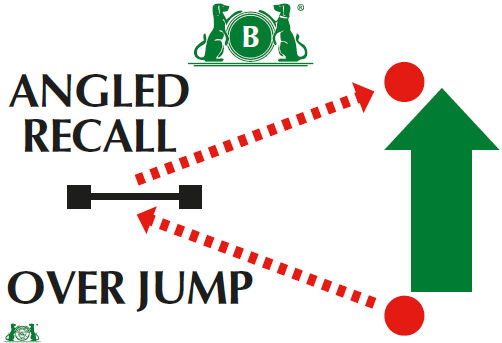 B
®
ANGLED
RECALL
OVER JUMP